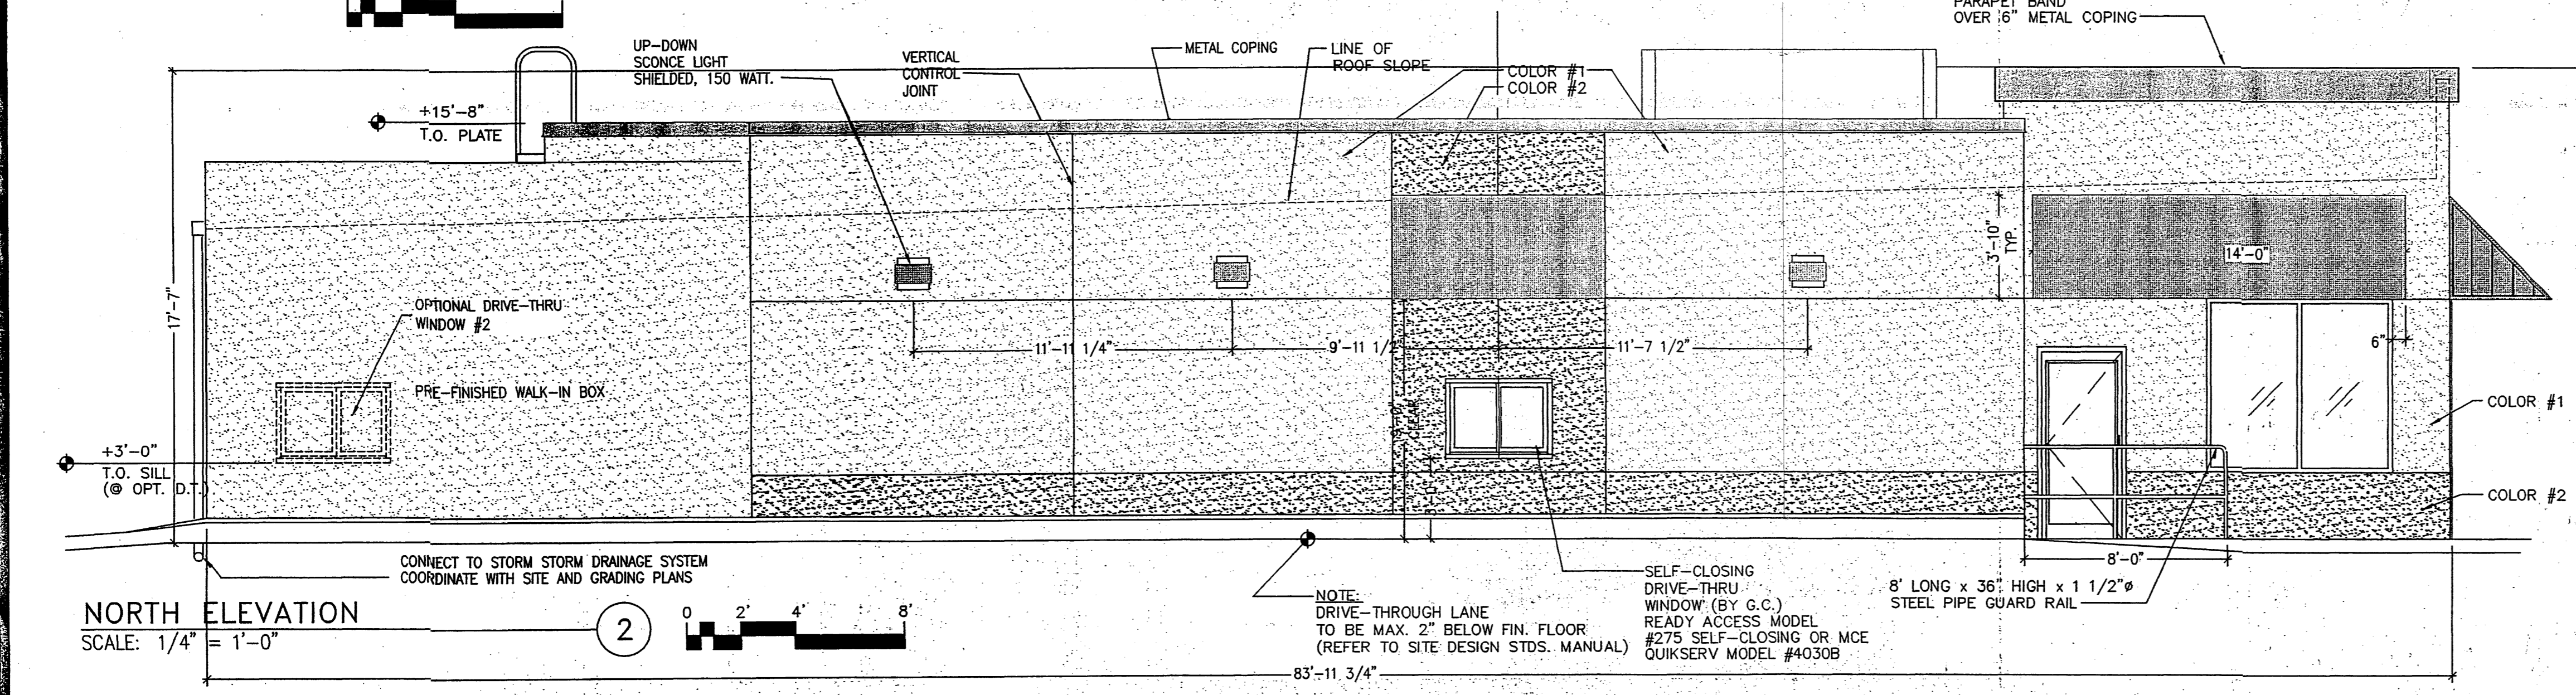 PARAPET BAND
OVER 6" METAL COPING
UP-DOWN
SCONCE LIGHT
SHIELDED, 150 WATT.
VERTICAL
CONTROL
JOINT
METAL COPING
LINE OF
ROOF SLOPE
COLOR #1
COLOR #2
+15'-8"
T.O. PLATE
17'-7"
3'-10"
TYP.
14'-0"
OPTIONAL DRIVE-THRU
WINDOW #2
11'-11 1/4"
9'-11 1/2"
11'-7 1/2"
6"
PRE-FINISHED WALK-IN BOX
CLEAR
COLOR #1
+3'-0"
T.O. SILL
(@ OPT. D.T.)
COLOR #2
8'-0"
CONNECT TO STORM STORM DRAINAGE SYSTEM
COORDINATE WITH SITE AND GRADING PLANS
NORTH ELEVATION
SCALE: 1/4" = 1'-0"
2
0 2' 4' 8'
NOTE:
DRIVE-THROUGH LANE
TO BE MAX. 2" BELOW FIN. FLOOR
(REFER TO SITE DESIGN STDS. MANUAL)
SELF-CLOSING
DRIVE-THRU
WINDOW (BY G.C.)
READY ACCESS MODEL
#275 SELF-CLOSING OR MCE
QUIKSERV MODEL #4030B
8' LONG x 36" HIGH x 1 1/2"ø
STEEL PIPE GUARD RAIL
83'-11 3/4"